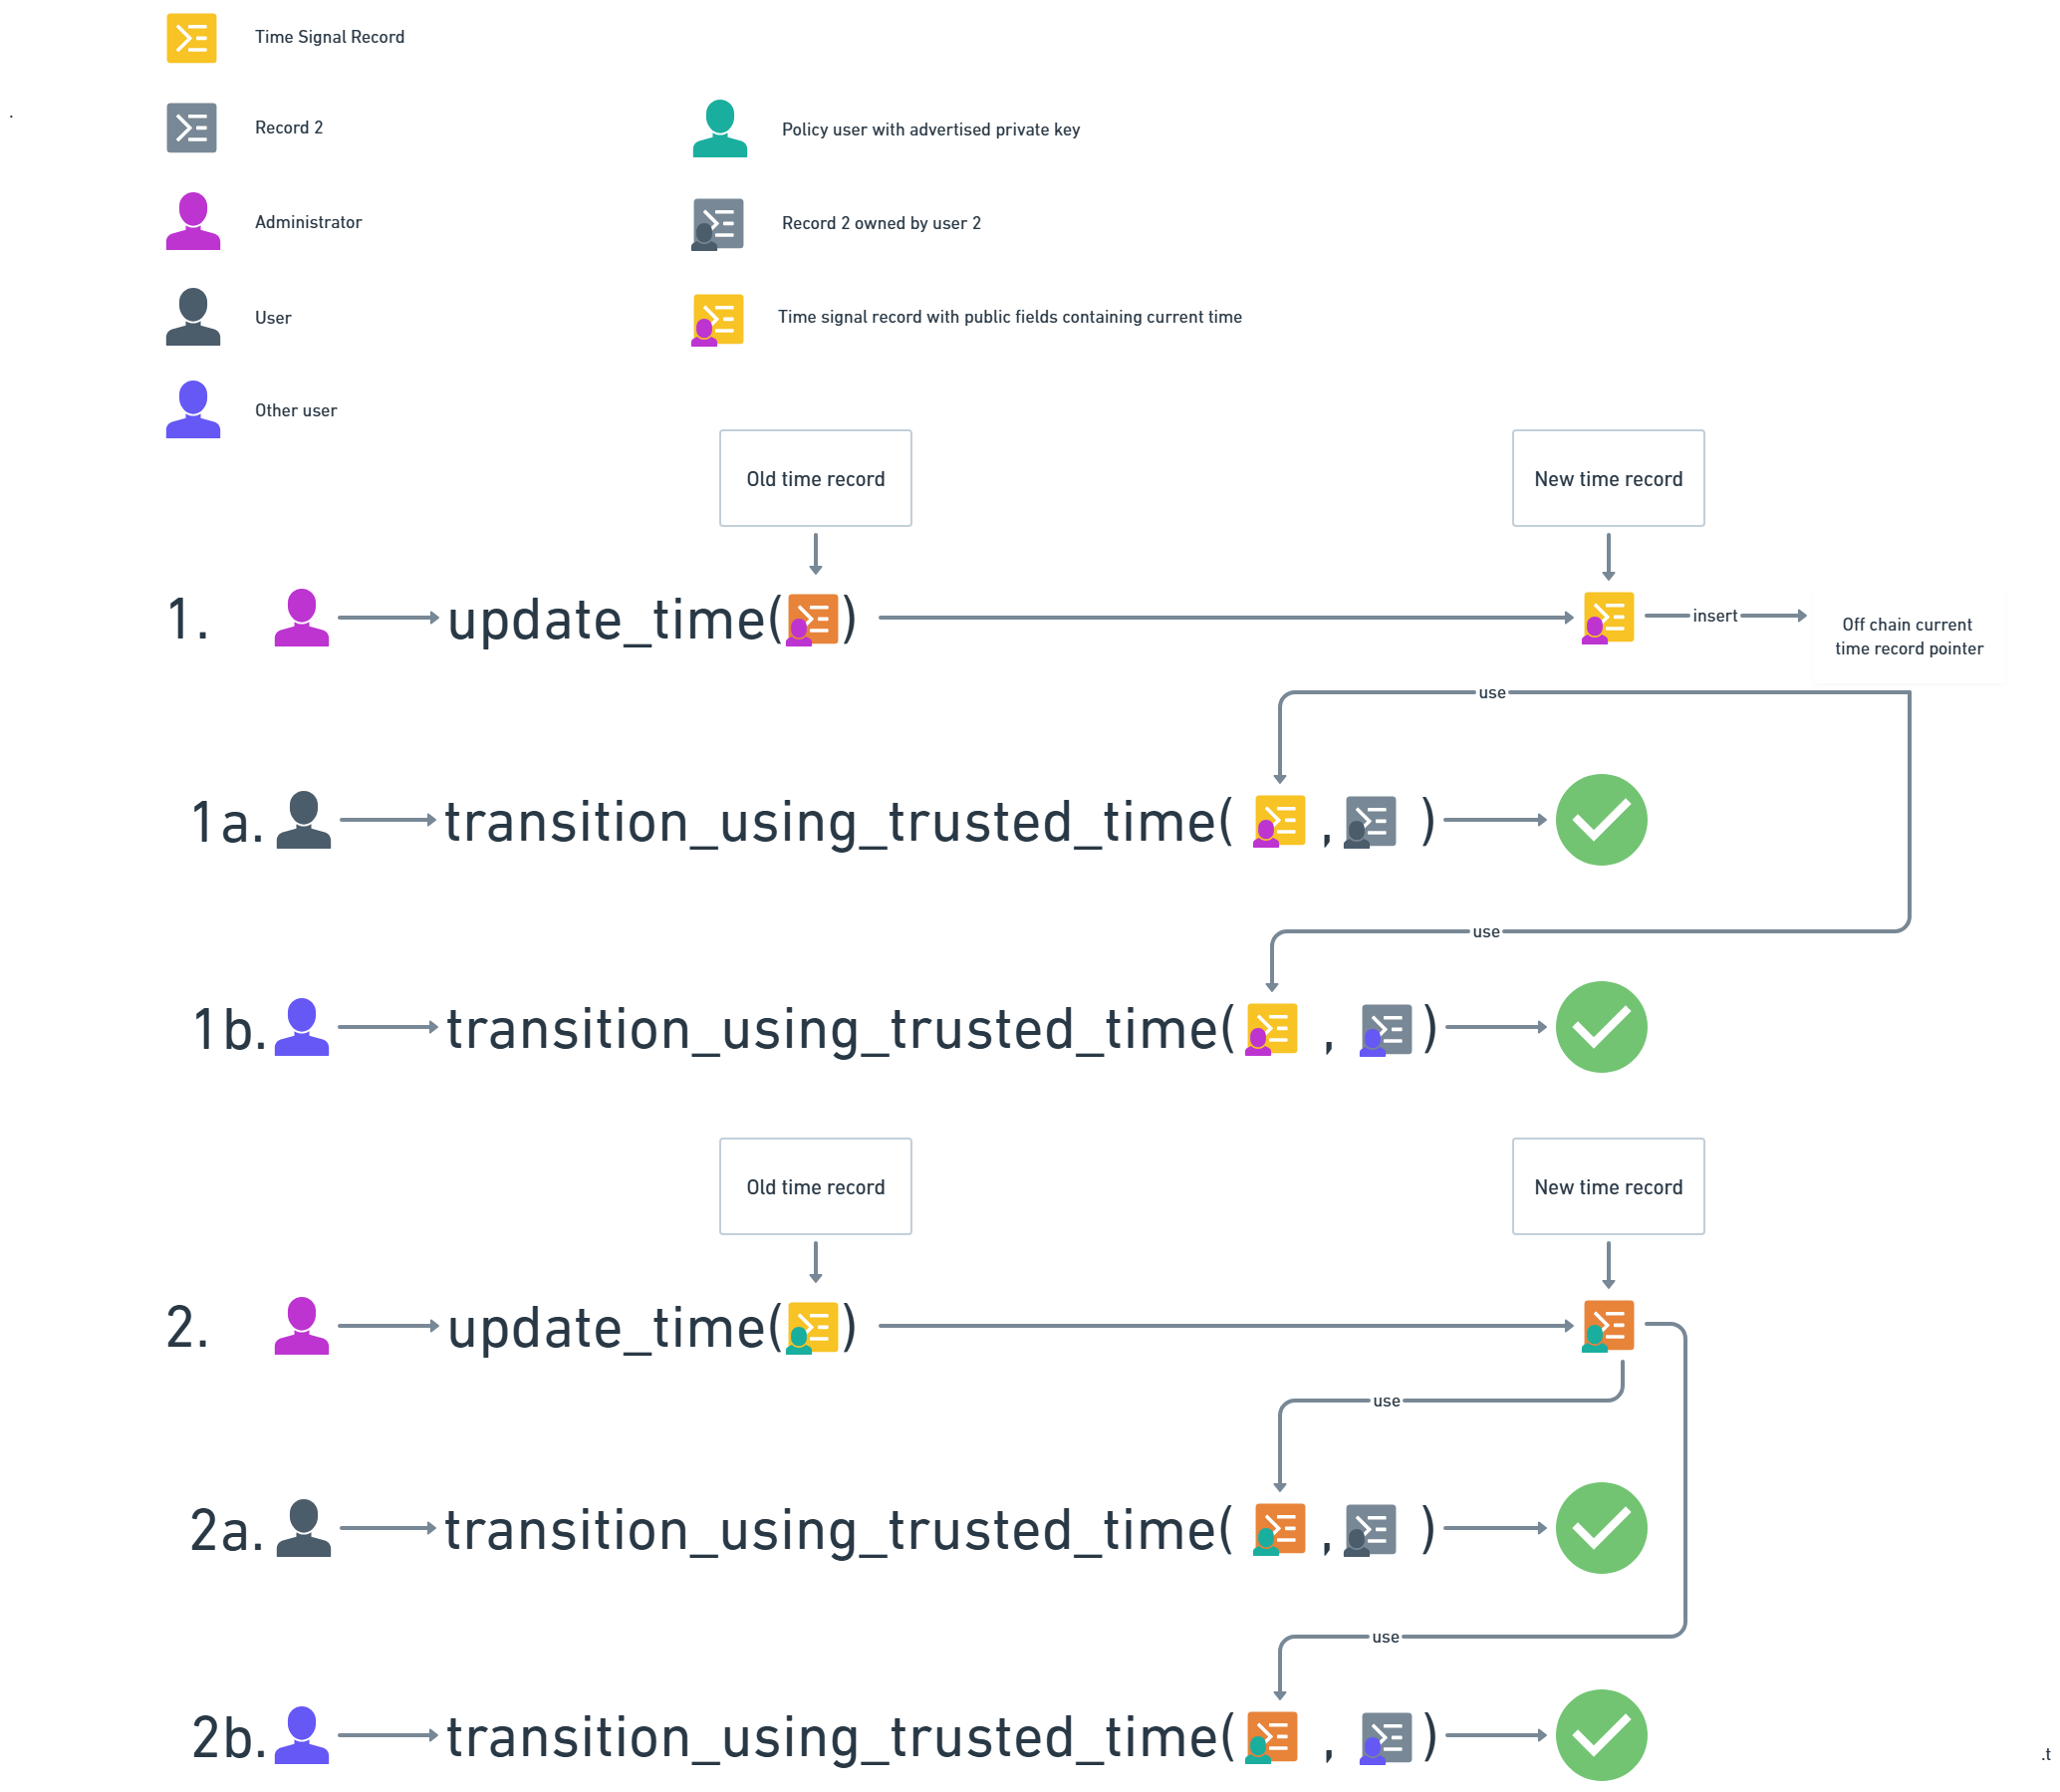 Time Signal Record
.
Record 2
Policy user with advertised private key
Administrator
Record 2 owned by user 2
User
Time signal record with public fields containing current time
Other user
Old time record
New time record
1.
update_time( )
insert
Off chain current
time record pointer
use
1a.
transition_using_trusted_time( , )
use
1b.
transition_using_trusted_time( , )
Old time record
New time record
2.
update_time( )
use
2a.
transition_using_trusted_time( , )
use
2b.
transition_using_trusted_time( , )
.t